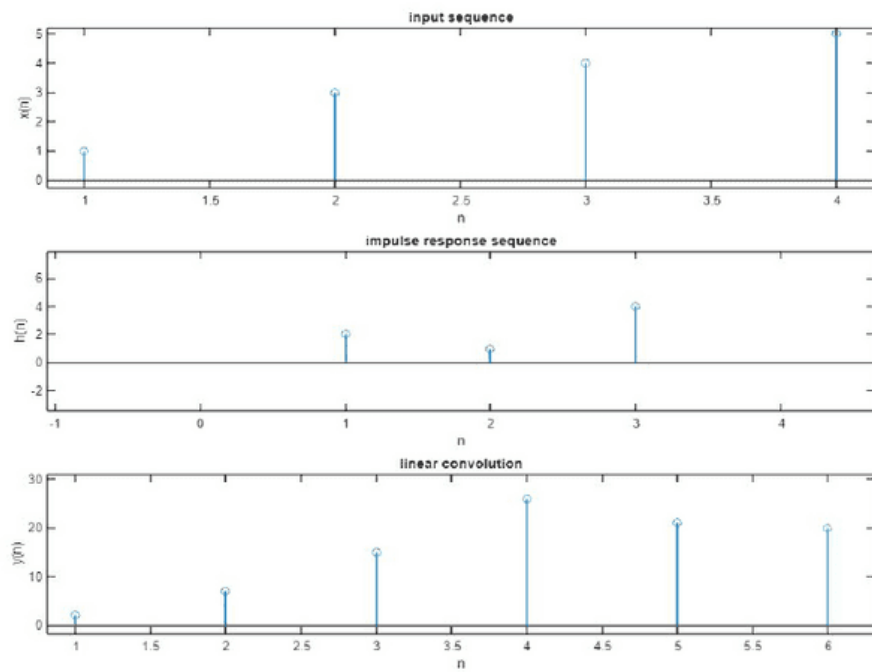 input sequence
5
4
3
2
1
0
x(n)
1 1.5 2 2.5 3 3.5 4
n
impulse response sequence
6
4
2
0
-2
h(n)
-1 0 1 2 3 4
n
linear convolution
30
20
10
0
y(n)
1 1.5 2 2.5 3 3.5 4 4.5 5 5.5 6
n